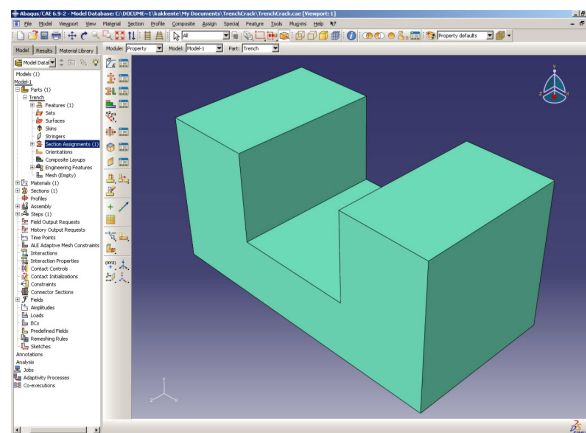 Abaqus/CAE 6.9-2 - Model Database: C:\DOCUME~1\kakkente\My Documents\TrenchCrack\TrenchCrack.cae [Viewport: 1]
File Model Viewport View Material Section Profile Composite Assign Special Feature Tools Plug-ins Help
All
Property defaults
Model Results Material Library
Module: Property Model: Model-1 Part: Trench
Model Datab
Models (1)
Model-1
Parts (1)
Trench
Features (1)
Sets
Surfaces
Skins
Stringers
Section Assignments (1)
Orientations
Composite Layups
Engineering Features
Mesh (Empty)
Materials (1)
Sections (1)
Profiles
Assembly
Steps (1)
Field Output Requests
History Output Requests
Time Points
ALE Adaptive Mesh Constraints
Interactions
Interaction Properties
Contact Controls
Contact Initializations
Constraints
Connector Sections
Fields
Amplitudes
Loads
BCs
Predefined Fields
Remeshing Rules
Sketches
Annotations
Analysis
Jobs
Adaptivity Processes
Co-executions